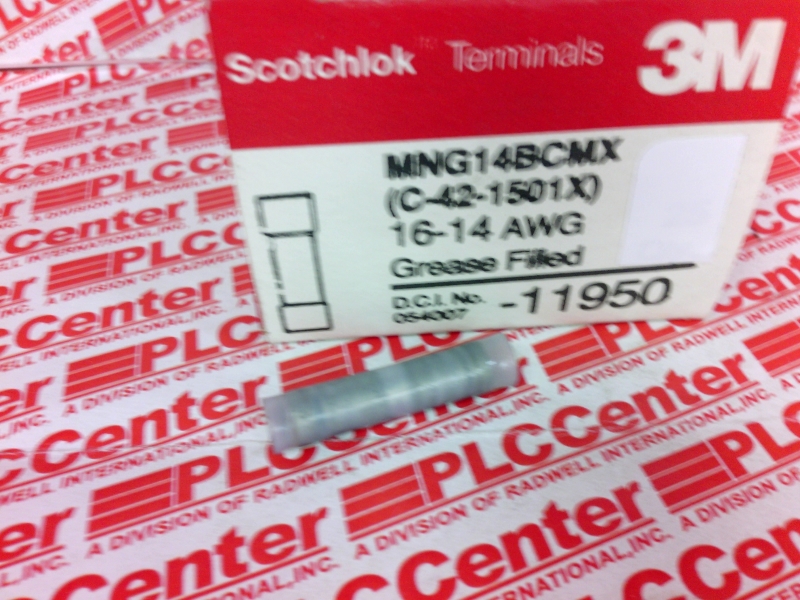 Scotchlok™ Terminals 3M
MNG14BCMX
(C-42-1501X)
16-14 AWG
Grease Filled
D.C.I. No. -11950
054007
PLCCenter
A DIVISION OF RADWELL INTERNATIONAL, INC.